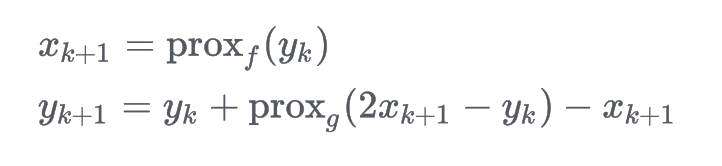 x_{k+1} = prox_f(y_k)
y_{k+1} = y_k + prox_g(2x_{k+1} − y_k) − x_{k+1}